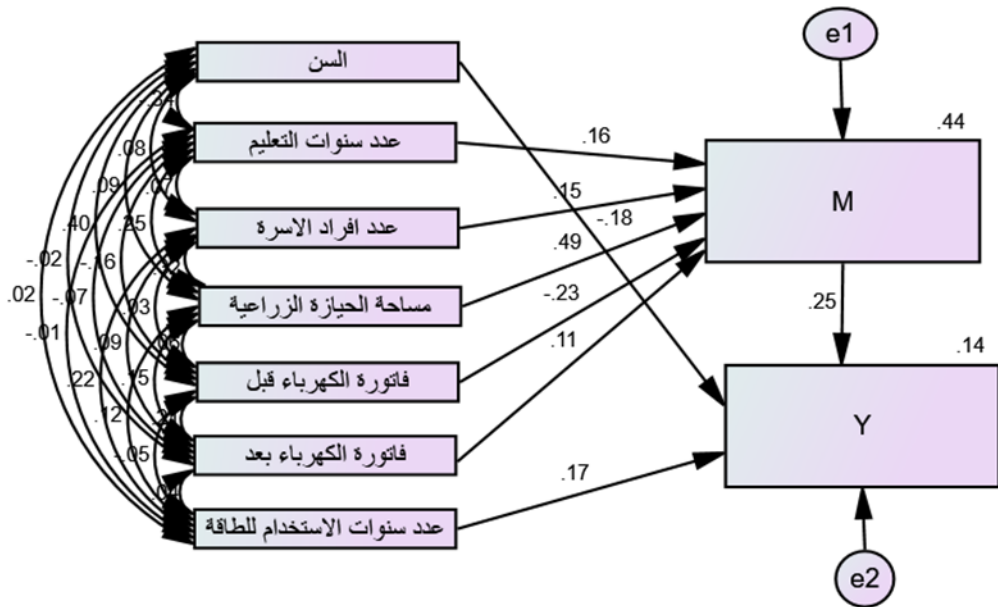 e1
السن
.44
عدد سنوات التعليم
.16
M
.08
.15
-.18
عدد افراد الاسرة
.09
.40
.25
.49
-.02
-.16
-.23
.25
.02
-.07
.03
مساحة الحيازة الزراعية
-.01
.11
.14
.09
فاتورة الكهرباء قبل
.22
.15
.12
Y
-.05
فاتورة الكهرباء بعد
.17
عدد سنوات الاستخدام للطاقة
e2